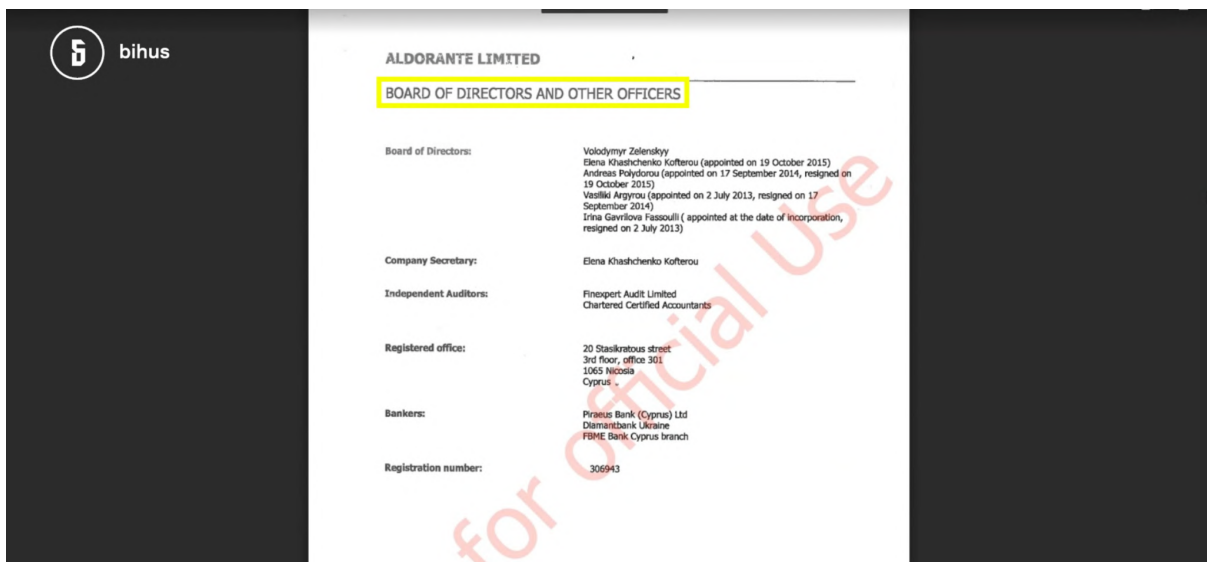 bihus
ALDORANTE LIMITED
BOARD OF DIRECTORS AND OTHER OFFICERS
Board of Directors:
Volodymyr Zelenskyy
Elena Khashchenko Kofterou (appointed on 19 October 2015)
Andreas Polydorou (appointed on 17 September 2014, resigned on
19 October 2015)
Vasiliki Argyrou (appointed on 2 July 2013, resigned on 17
September 2014)
Irina Gavrilova Fassoulli ( appointed at the date of incorporation,
resigned on 2 July 2013)
Company Secretary:
Elena Khashchenko Kofterou
Independent Auditors:
Finexpert Audit Limited
Chartered Certified Accountants
Registered office:
20 Stasikratous street
3rd floor, office 301
1065 Nicosia
Cyprus
Bankers:
Piraeus Bank (Cyprus) Ltd
Diamantbank Ukraine
FBME Bank Cyprus branch
Registration number:
306943
for official Use